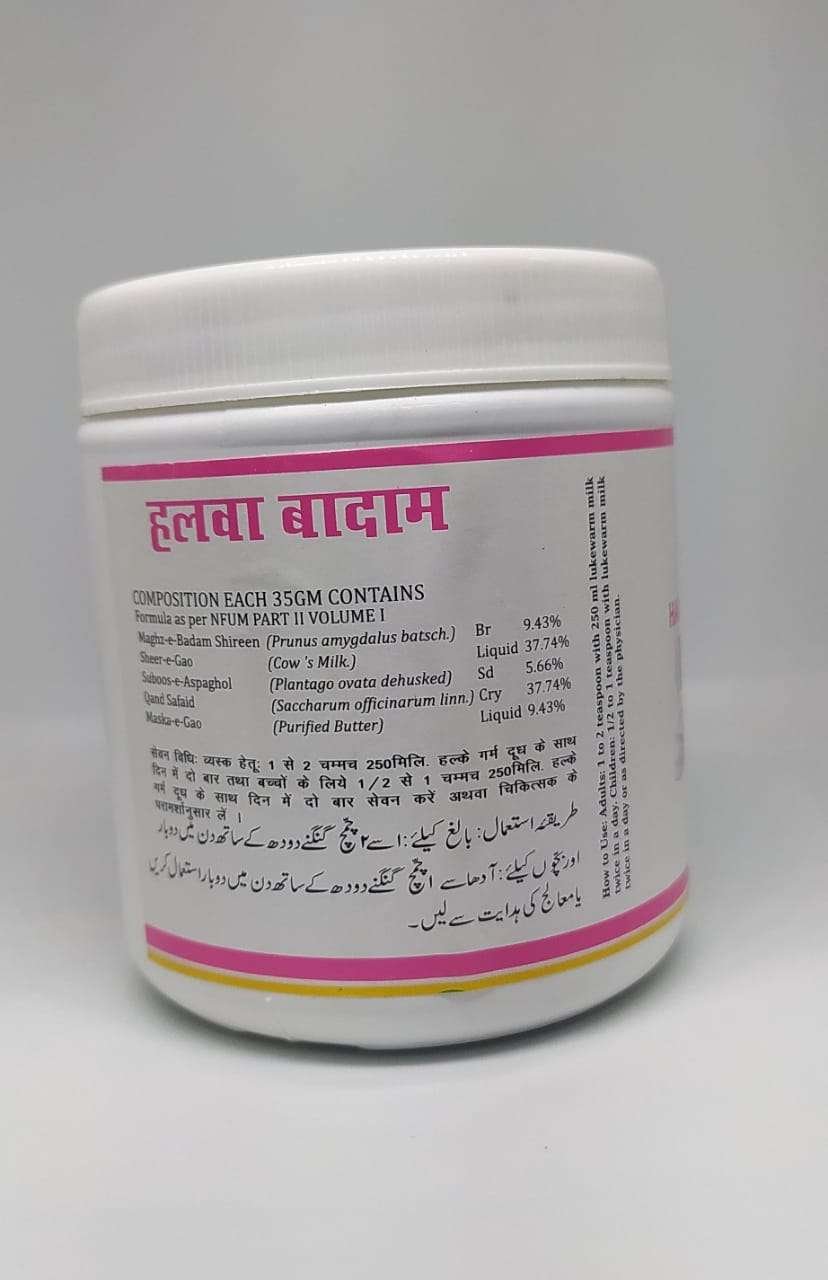 हलवा बादाम
COMPOSITION EACH 35GM CONTAINS
Formula as per NFUM PART II VOLUME I
Maghz-e-Badam Shireen (Prunus amygdalus batsch.) Br 9.43%
Sheer-e-Gao (Cow 's Milk.) Liquid 37.74%
Suboos-e-Aspaghol (Plantago ovata dehusked) Sd 5.66%
Qand Safaid (Saccharum officinarum linn.) Cry 37.74%
Maska-e-Gao (Purified Butter) Liquid 9.43%
सेवन विधि: व्यस्क हेतू: 1 से 2 चम्मच 250मिलि. हल्के गर्म दूध के साथ
दिन में दो बार तथा बच्चों के लिये 1/2 से 1 चम्मच 250मिलि. हल्के
गर्म दूध के साथ दिन में दो बार सेवन करें अथवा चिकित्सक के
परामर्शानुसार लें ।
طریقۂ استعمال: بالغ کیلئے: ۱ سے ۲ چمچ گنگنے دودھ کے ساتھ دن میں دوبار
اور بچوں کیلئے: آدھا سے ۱ چمچ گنگنے دودھ کے ساتھ دن میں دوبار استعمال کریں
یا معالج کی ہدایت سے لیں۔
How to Use: Adults: 1 to 2 teaspoon with 250 ml lukewarm milk
twice in a day. Children: 1/2 to 1 teaspoon with lukewarm milk
twice in a day or as directed by the physician.